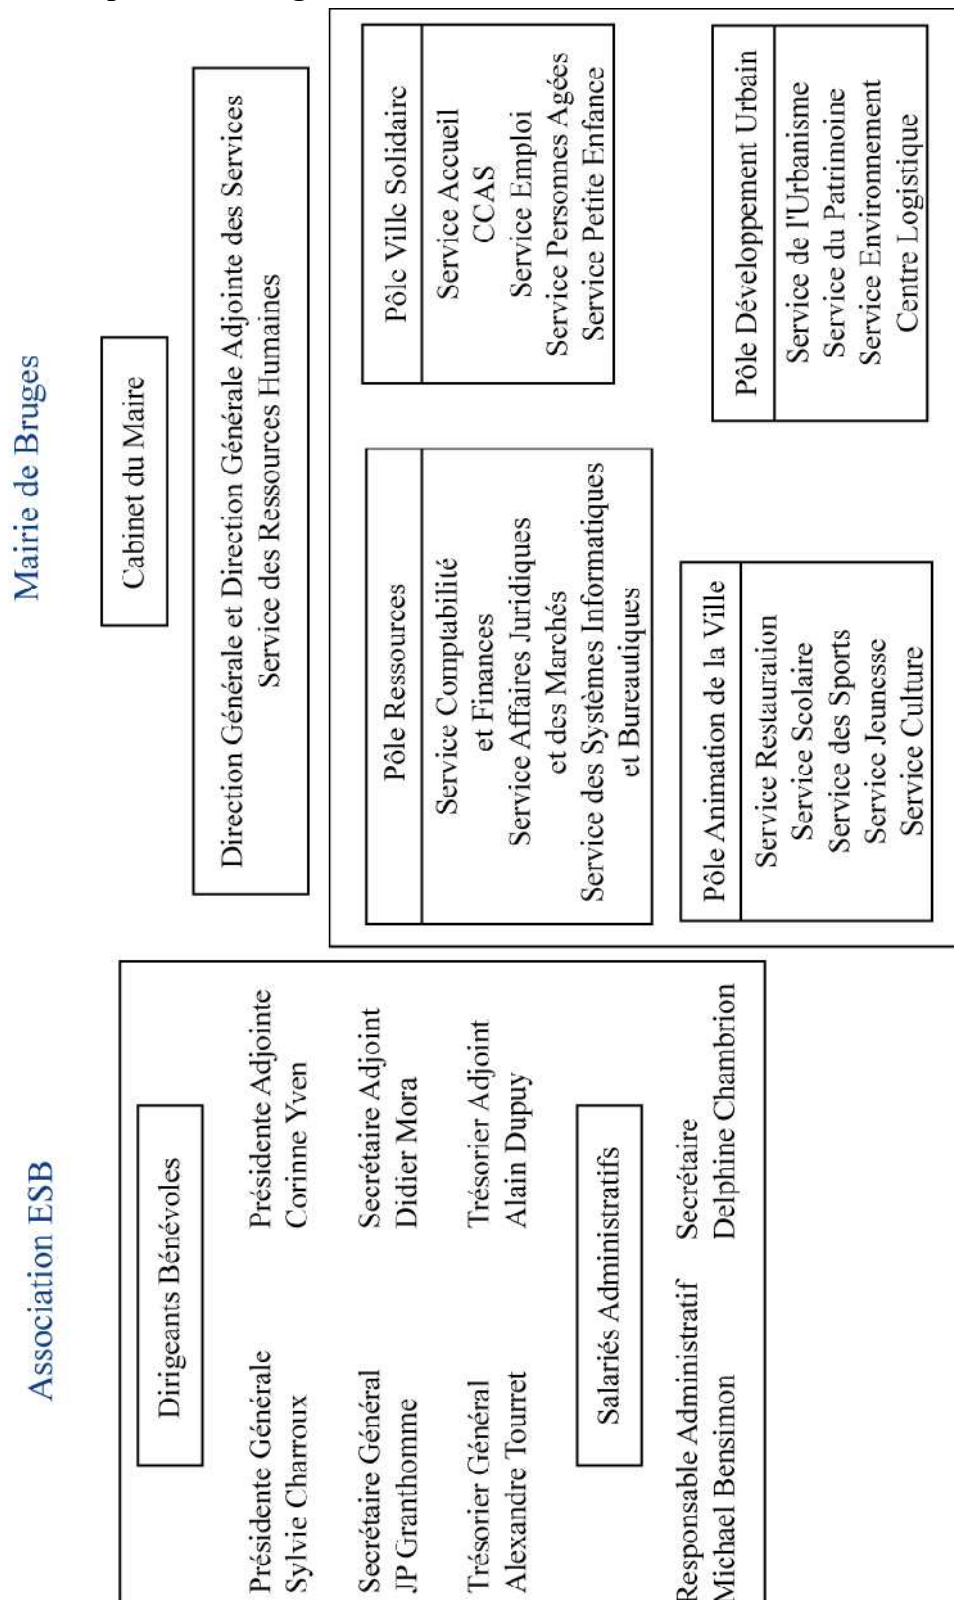 Association ESB
Dirigeants Bénévoles
Présidente Générale
Sylvie Charroux
Présidente Adjointe
Corinne Yven
Secrétaire Général
JP Granthomme
Secrétaire Adjoint
Didier Mora
Trésorier Général
Alexandre Tourret
Trésorier Adjoint
Alain Dupuy
Salariés Administratifs
Responsable Administratif
Michael Bensimon
Secrétaire
Delphine Chambrion
Mairie de Bruges
Cabinet du Maire
Direction Générale et Direction Générale Adjointe des Services
Service des Ressources Humaines
Pôle Ressources
Service Comptabilité
et Finances
Service Affaires Juridiques
et des Marchés
Service des Systèmes Informatiques
et Bureautiques
Pôle Ville Solidaire
Service Accueil
CCAS
Service Emploi
Service Personnes Agées
Service Petite Enfance
Pôle Animation de la Ville
Service Restauration
Service Scolaire
Service des Sports
Service Jeunesse
Service Culture
Pôle Développement Urbain
Service de l'Urbanisme
Service du Patrimoine
Service Environnement
Centre Logistique